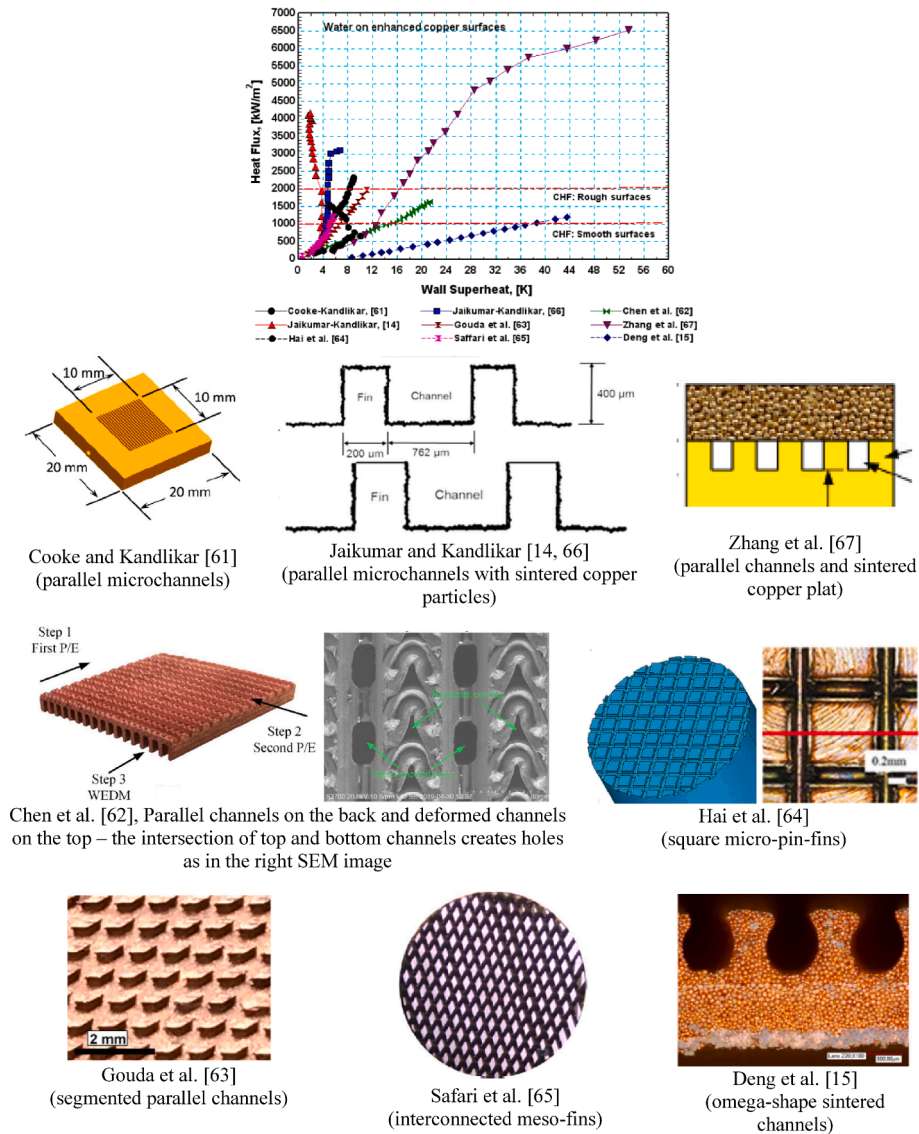 7000
6500
6000
5500
5000
4500
4000
3500
3000
2500
2000
1500
1000
500
0
Heat Flux, [kW/m²]
Water on enhanced copper surfaces
CHF: Rough surfaces
CHF: Smooth surfaces
0 4 8 12 16 20 24 28 32 36 40 44 48 52 56 60
Wall Superheat, [K]
Cooke-Kandlikar, [61] Jaikumar-Kandlikar [66] Chen et al. [62]
Jaikumar-Kandlikar, [14] Gouda et al. [63] Zhang et al. [67]
Hai et al. [64] Saffari et al. [65] Deng et al. [15]
10 mm
10 mm
20 mm
20 mm
Fin
Channel
400 µm
200 µm
762 µm
Fin
Channel
Cooke and Kandlikar [61]
(parallel microchannels)
Jaikumar and Kandlikar [14, 66]
(parallel microchannels with sintered copper
particles)
Zhang et al. [67]
(parallel channels and sintered
copper plat)
Step 1
First P/E
Step 2
Second P/E
Step 3
WEDM
0.2mm
Chen et al. [62], Parallel channels on the back and deformed channels
on the top – the intersection of top and bottom channels creates holes
as in the right SEM image
Hai et al. [64]
(square micro-pin-fins)
2 mm
Gouda et al. [63]
(segmented parallel channels)
Safari et al. [65]
(interconnected meso-fins)
Deng et al. [15]
(omega-shape sintered
channels)